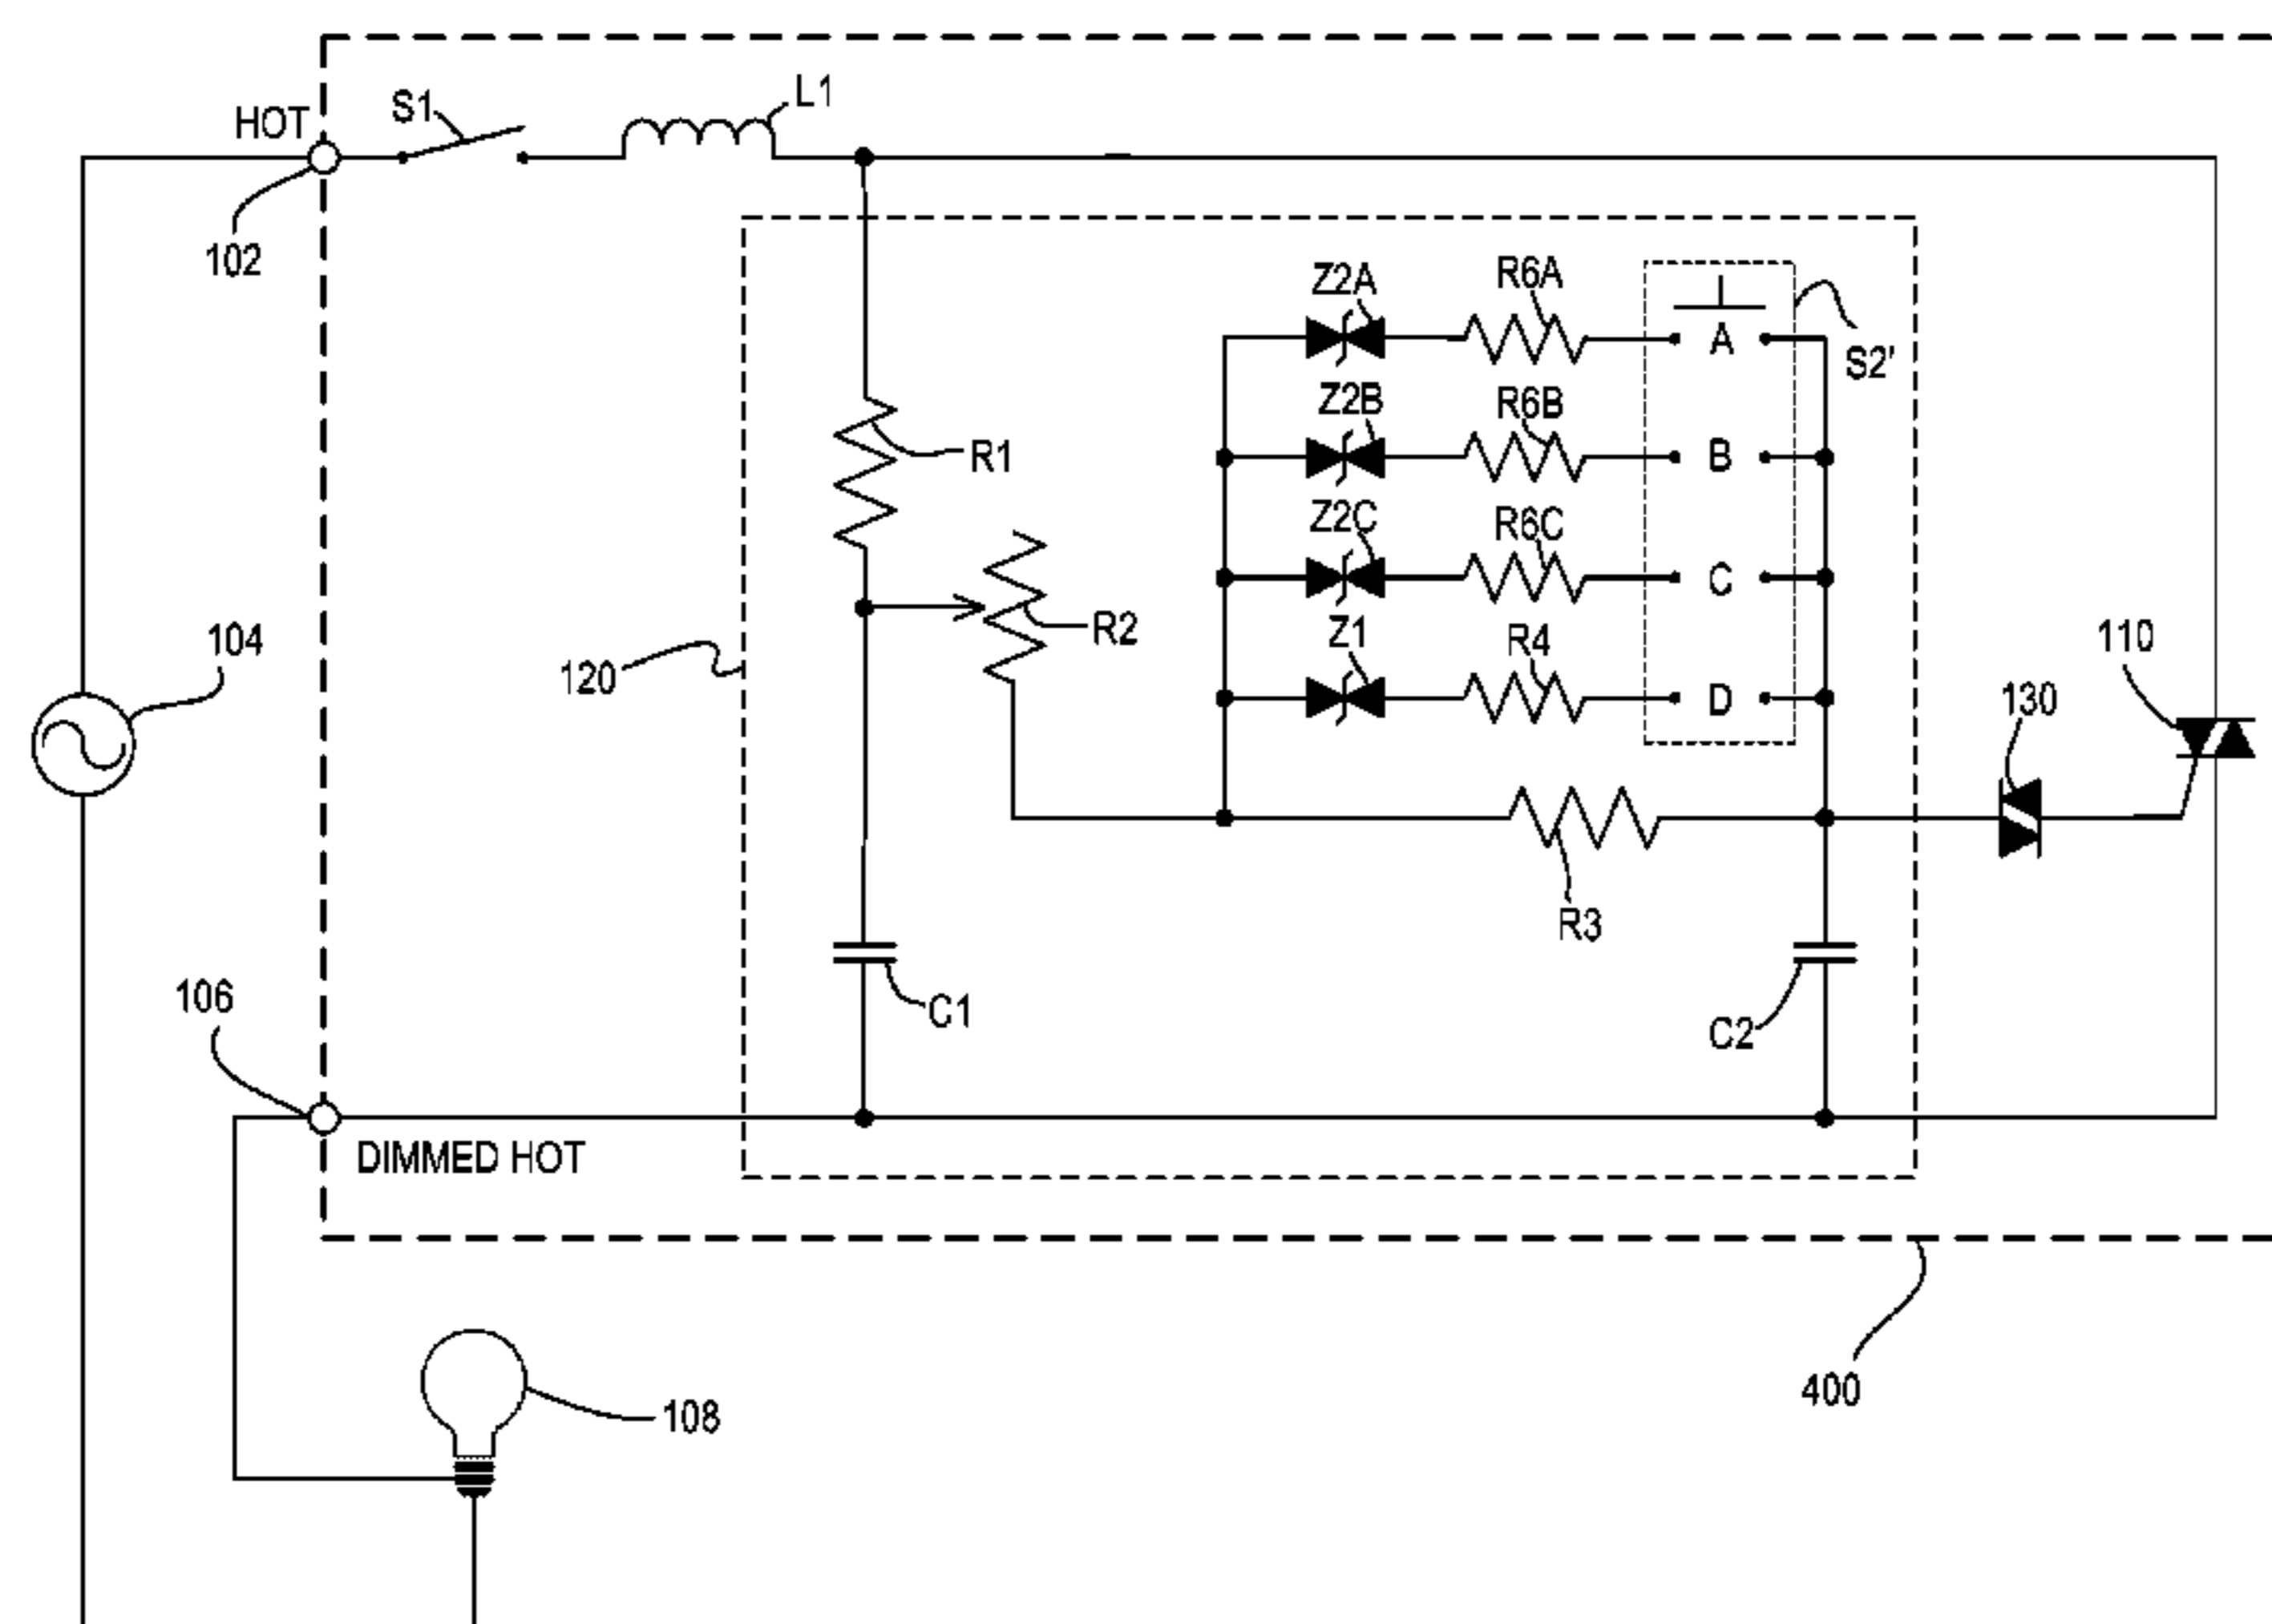 HOT
S1
L1
102
Z2A
R6A
A
S2'
Z2B
R6B
B
R1
Z2C
R6C
C
R2
Z1
R4
D
104
120
110
130
R3
106
C1
C2
DIMMED HOT
400
108